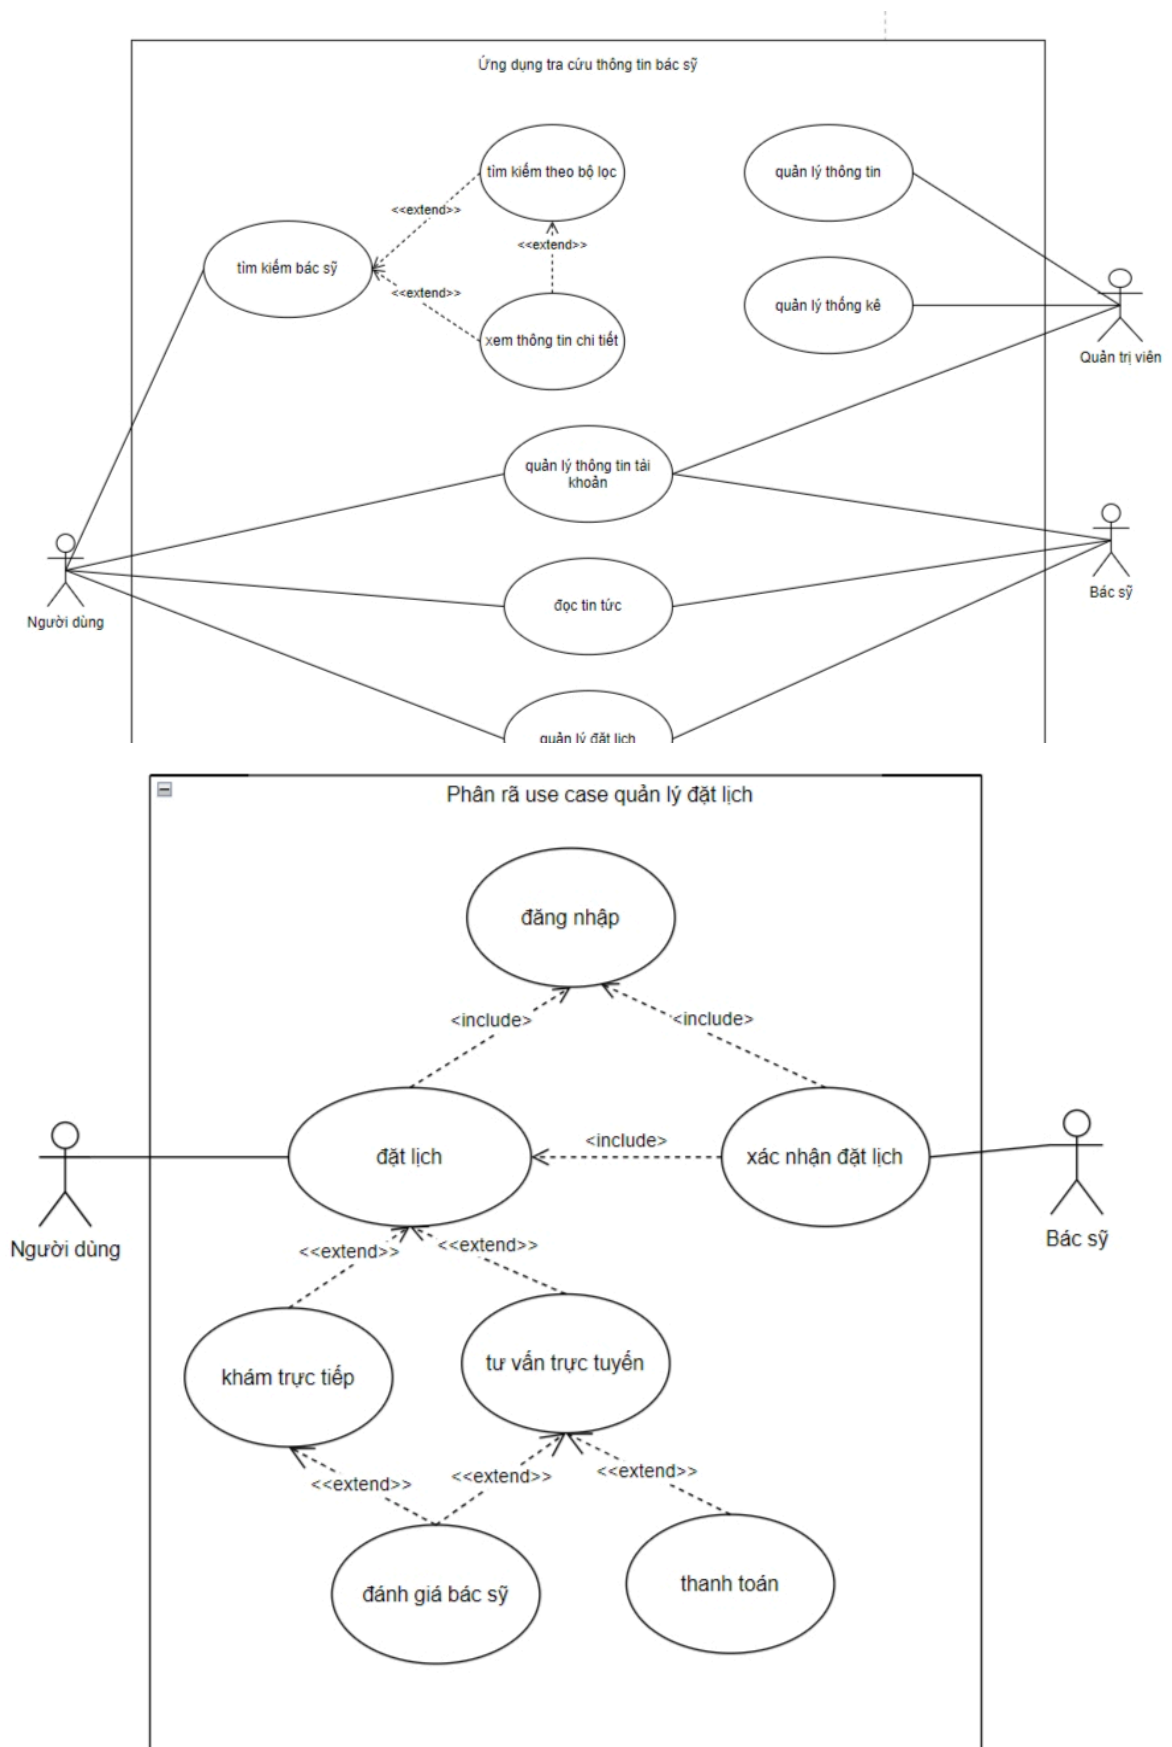 Ứng dụng tra cứu thông tin bác sỹ
tìm kiếm theo bộ lọc
quản lý thông tin
<<extend>>
<<extend>>
tìm kiếm bác sỹ
<<extend>>
quản lý thống kê
xem thông tin chi tiết
Quản trị viên
quản lý thông tin tài
khoản
Bác sỹ
đọc tin tức
Người dùng
quản lý đặt lịch
Phân rã use case quản lý đặt lịch
đăng nhập
<include>
<include>
<include>
đặt lịch
xác nhận đặt lịch
Người dùng
Bác sỹ
<<extend>>
<<extend>>
khám trực tiếp
tư vấn trực tuyến
<<extend>>
<<extend>>
<<extend>>
đánh giá bác sỹ
thanh toán